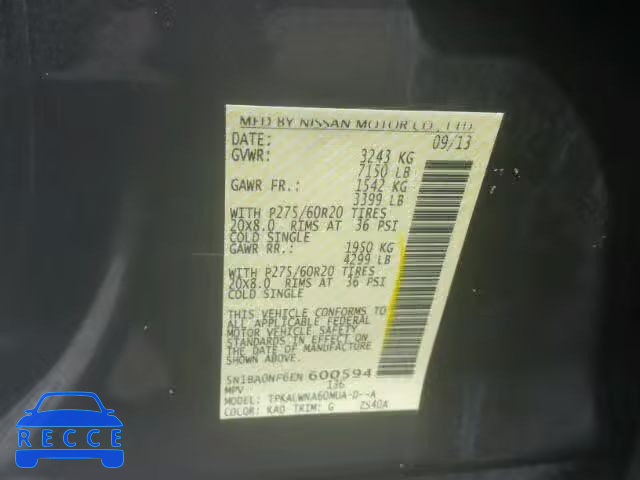 MFD BY NISSAN MOTOR CO., LTD.
DATE: 09/13
GVWR: 3243 KG
7150 LB
GAWR FR.: 1542 KG
3399 LB
WITH P275/60R20 TIRES
20X8.0 RIMS AT 36 PSI
COLD SINGLE
GAWR RR.: 1950 KG
4299 LB
WITH P275/60R20 TIRES
20X8.0 RIMS AT 36 PSI
COLD SINGLE
THIS VEHICLE CONFORMS TO
ALL APPLICABLE FEDERAL
MOTOR VEHICLE SAFETY
STANDARDS IN EFFECT ON
THE DATE OF MANUFACTURE
SHOWN ABOVE.
5N1BA0NF6EN 600594
MPV 136
TPKALWNA60MUA-D--A
COLOR: KAD TRIM: G ZS40A
RECCE